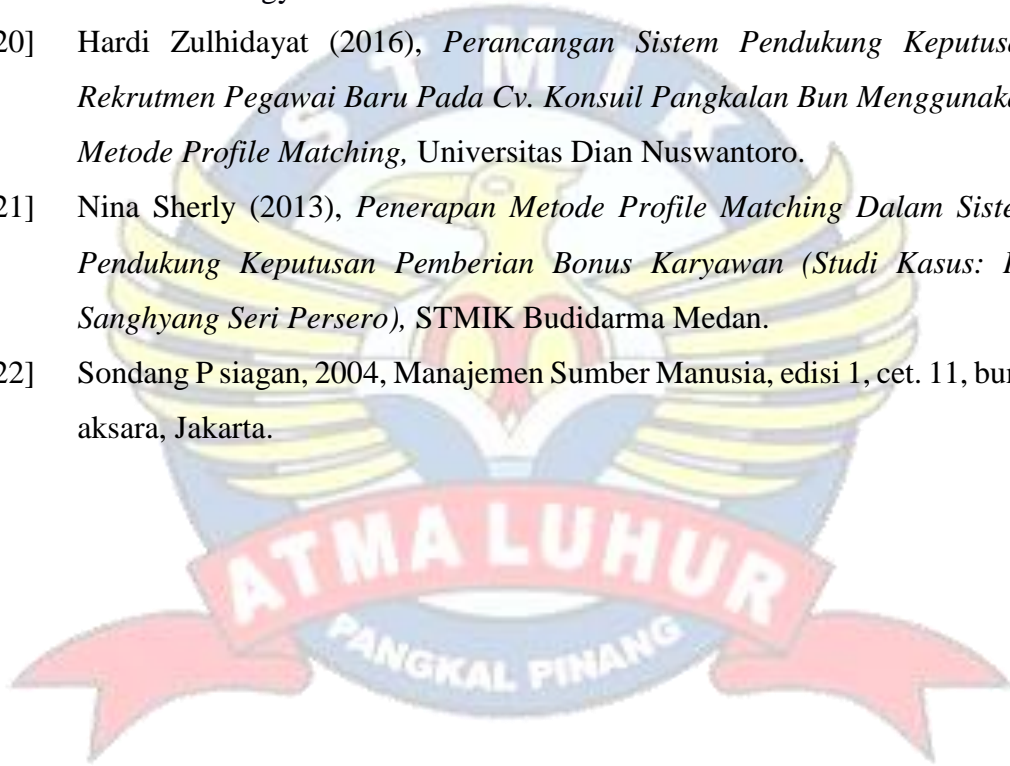 20] Hardi Zulhidayat (2016), Perancangan Sistem Pendukung Keputusa
Rekrutmen Pegawai Baru Pada Cv. Konsuil Pangkalan Bun Menggunaka
Metode Profile Matching, Universitas Dian Nuswantoro.
21] Nina Sherly (2013), Penerapan Metode Profile Matching Dalam Siste
Pendukung Keputusan Pemberian Bonus Karyawan (Studi Kasus:
Sanghyang Seri Persero), STMIK Budidarma Medan.
22] Sondang P siagan, 2004, Manajemen Sumber Manusia, edisi 1, cet. 11, bu
aksara, Jakarta.
STMIK
ATMA LUHUR
PANGKAL PINANG